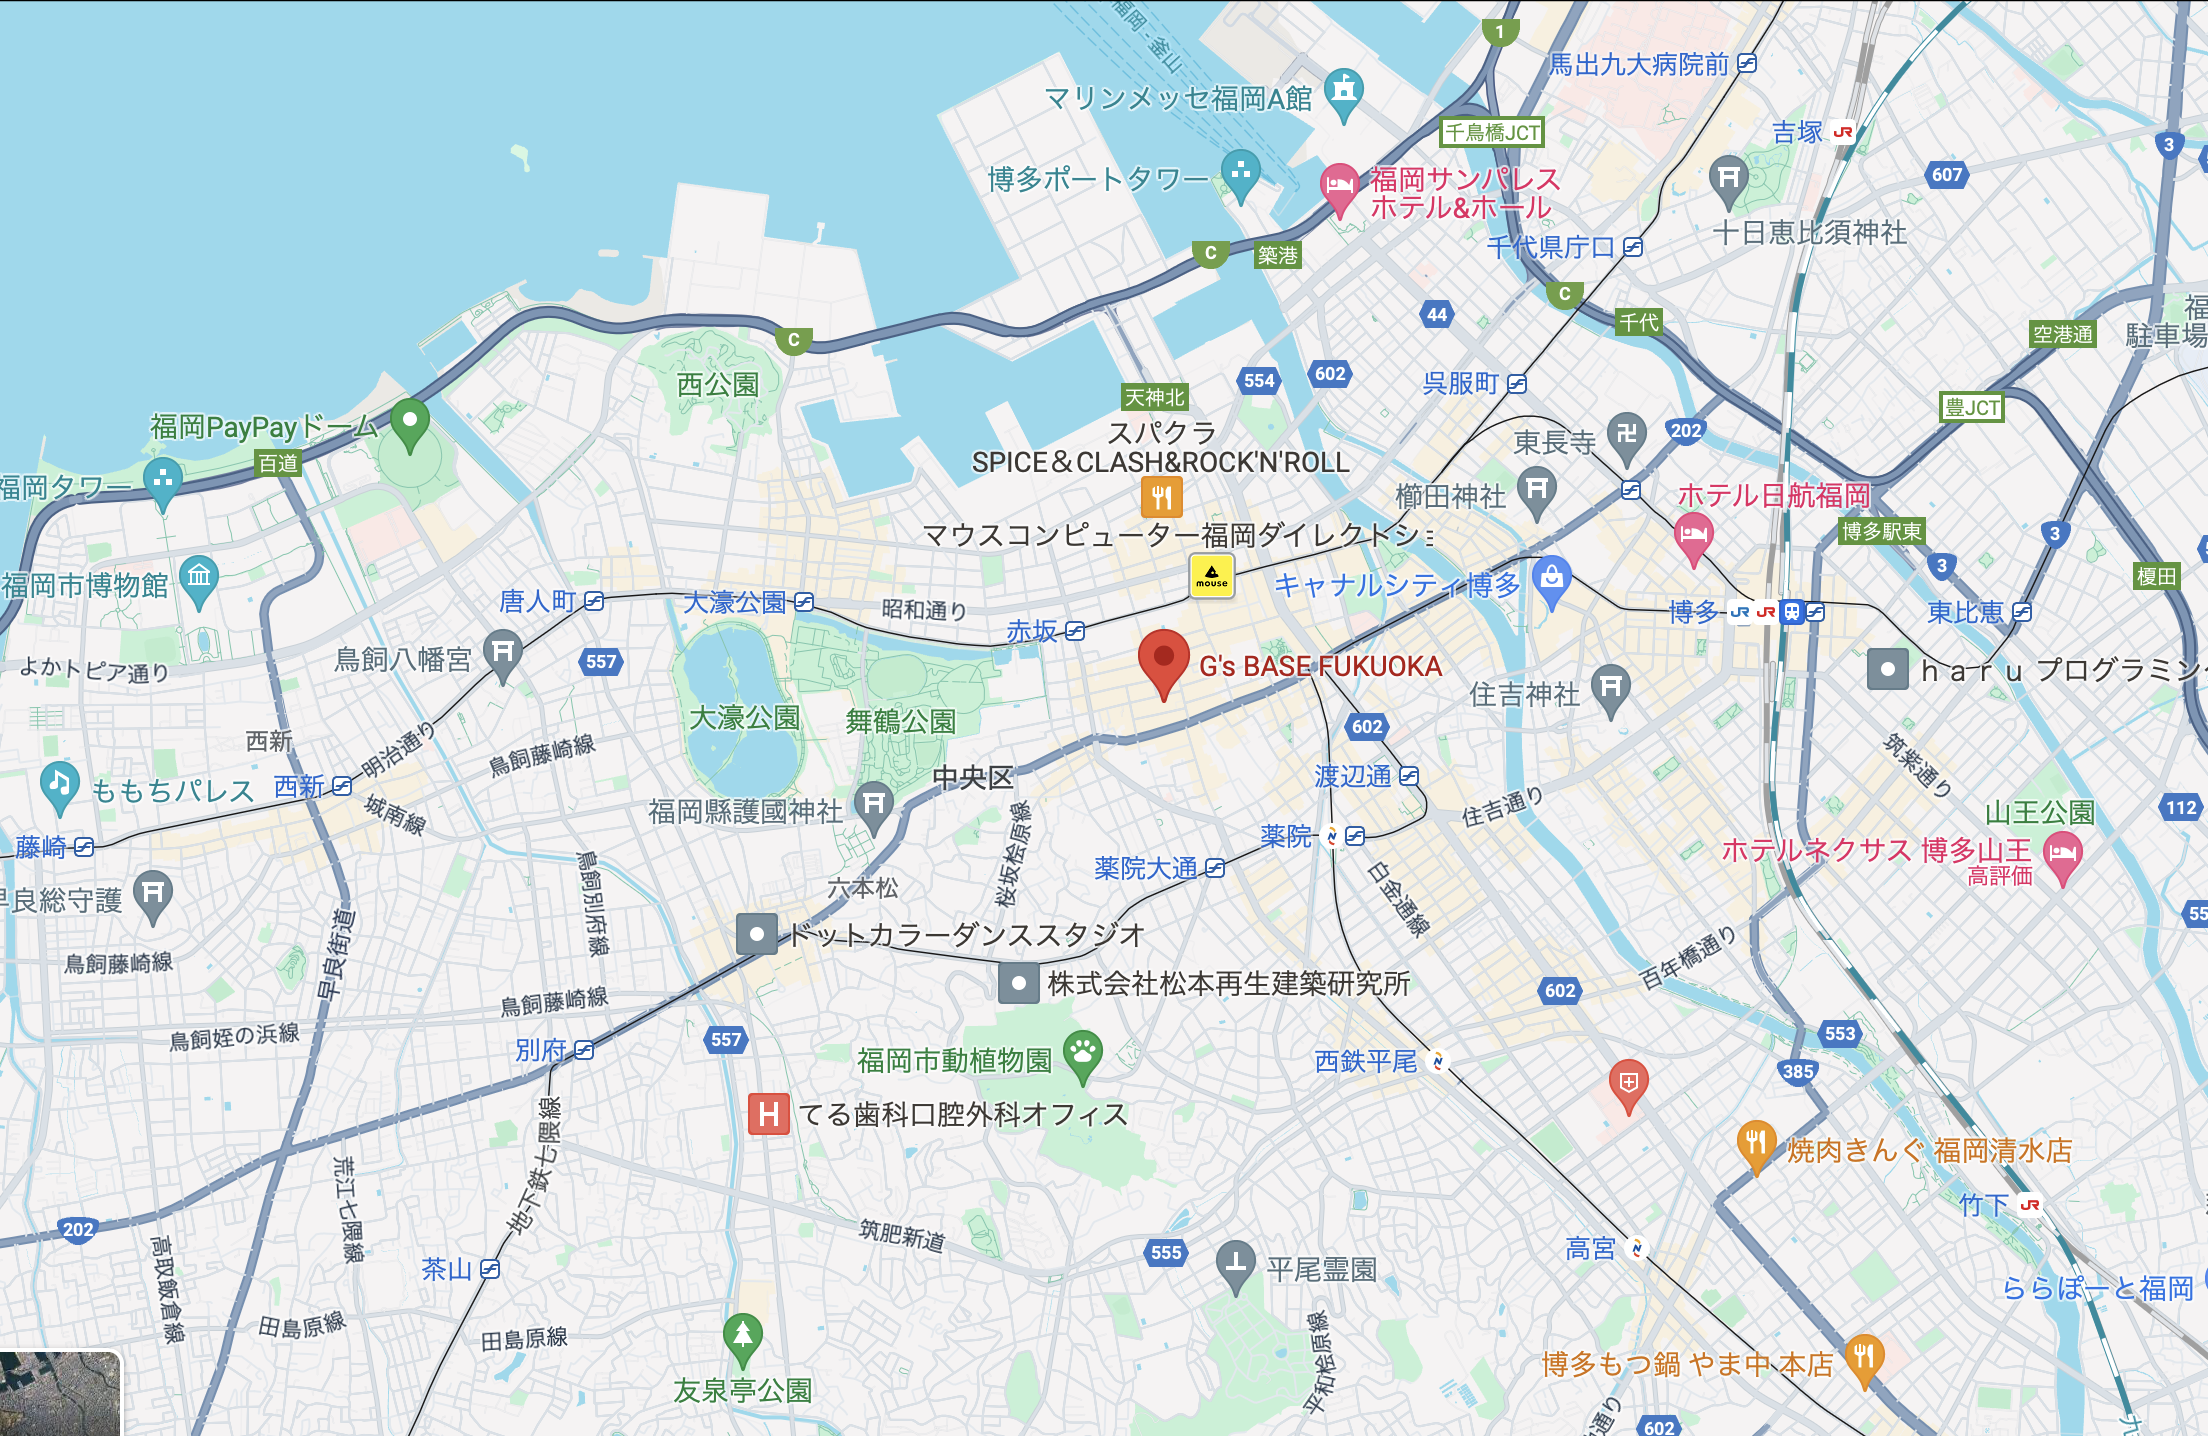 福岡 - 釜山
1
馬出九大病院前
マリンメッセ福岡A館
千鳥橋JCT
吉塚
JR
3
博多ポートタワー
福岡サンパレス
ホテル&ホール
607
十日恵比須神社
千代県庁口
C
築港
C
千代
44
空港通
福
駐車場
C
西公園
天神北
554
602
呉服町
豊JCT
福岡PayPayドーム
百道
スパクラ
SPICE&CLASH&ROCK'N'ROLL
東長寺
202
福岡タワー
櫛田神社
ホテル日航福岡
マウスコンピューター福岡ダイレクトショ
博多駅東
3
3
福岡市博物館
mouse
キャナルシティ博多
榎田
唐人町
大濠公園
昭和通り
赤坂
博多
JR
JR
東比恵
よかトピア通り
鳥飼八幡宮
557
G's BASE FUKUOKA
住吉神社
ｈａｒｕ プログラミング
大濠公園
舞鶴公園
602
西新
明治通り
鳥飼藤崎線
中央区
渡辺通
筑紫通り
ももちパレス
西新
城南線
福岡縣護國神社
住吉通り
山王公園
112
藤崎
桜坂桧原線
薬院
薬院大通
ホテルネクサス 博多山王
高評価
早良総守護
鳥飼別府線
六本松
白金通線
55
ドットカラーダンススタジオ
早良街道
鳥飼藤崎線
株式会社松本再生建築研究所
百年橋通り
602
鳥飼藤崎線
鳥飼姪の浜線
557
553
別府
福岡市動植物園
西鉄平尾
385
H
てる歯科口腔外科オフィス
地下鉄七隈線
焼肉きんぐ 福岡清水店
荒江七隈線
竹下
JR
202
筑肥新道
高取飯倉線
茶山
555
平尾霊園
高宮
ららぽーと福岡
田島原線
田島原線
平和桧原線
博多もつ鍋 やま中 本店
友泉亭公園
通り
602
九